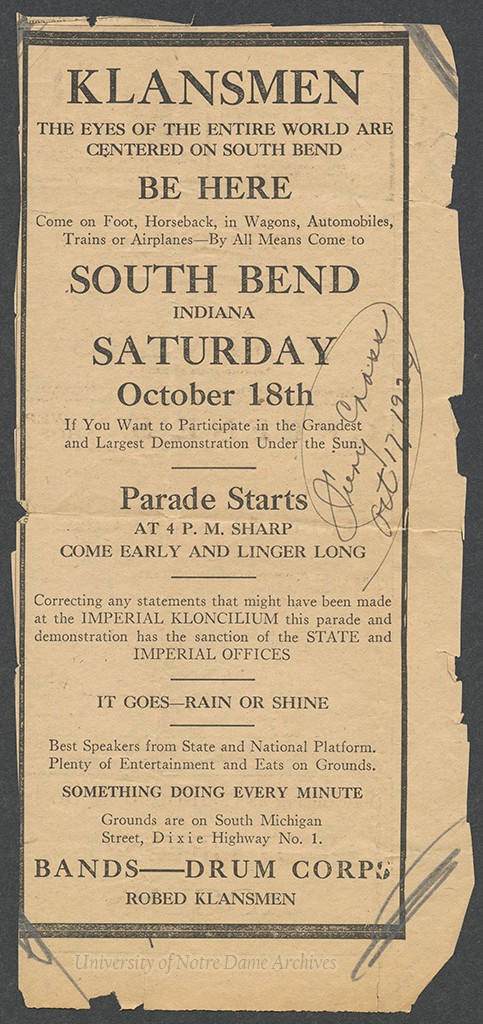 KLANSMEN
THE EYES OF THE ENTIRE WORLD ARE
CENTERED ON SOUTH BEND
BE HERE
Come on Foot, Horseback, in Wagons, Automobiles,
Trains or Airplanes—By All Means Come to
SOUTH BEND
INDIANA
SATURDAY
October 18th
If You Want to Participate in the Grandest
and Largest Demonstration Under the Sun.
Parade Starts
AT 4 P. M. SHARP
COME EARLY AND LINGER LONG
Correcting any statements that might have been made
at the IMPERIAL KLONCILIUM this parade and
demonstration has the sanction of the STATE and
IMPERIAL OFFICES
IT GOES—RAIN OR SHINE
Best Speakers from State and National Platform.
Plenty of Entertainment and Eats on Grounds.
SOMETHING DOING EVERY MINUTE
Grounds are on South Michigan
Street, Dixie Highway No. 1.
BANDS—DRUM CORPS
ROBED KLANSMEN
Fiery Cross
Oct 17
University of Notre Dame Archives